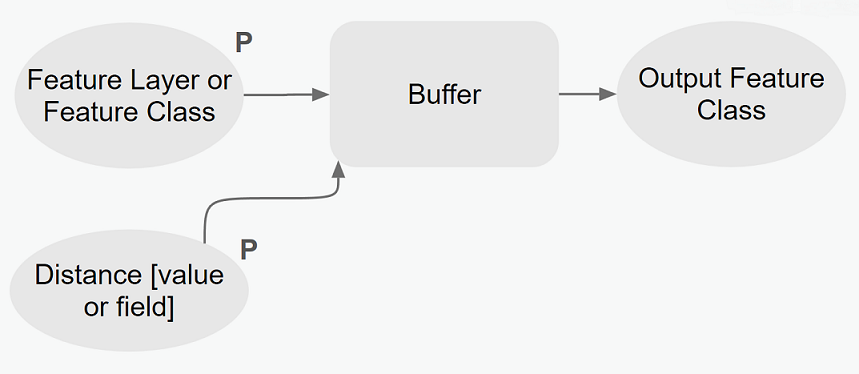 P
Feature Layer or
Feature Class
Buffer
Output Feature
Class
P
Distance [value
or field]